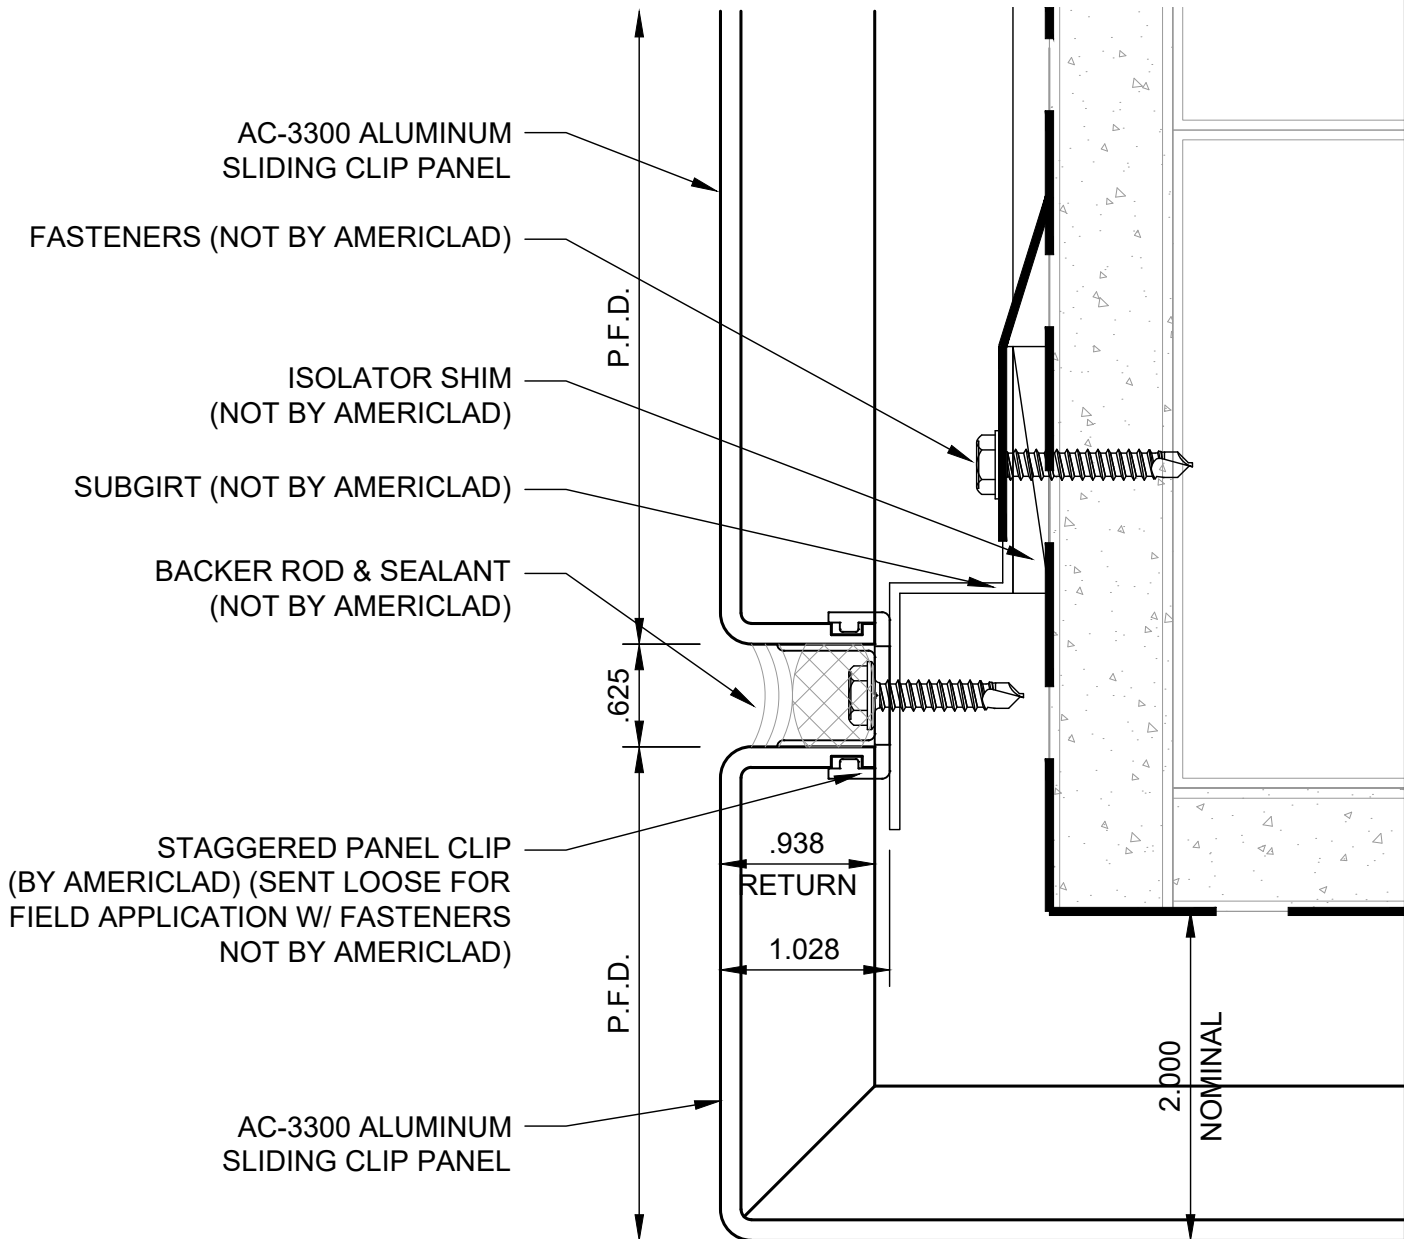 AC-3300 ALUMINUM
SLIDING CLIP PANEL
FASTENERS (NOT BY AMERICLAD)
P.F.D.
ISOLATOR SHIM
(NOT BY AMERICLAD)
SUBGIRT (NOT BY AMERICLAD)
BACKER ROD & SEALANT
(NOT BY AMERICLAD)
.625
STAGGERED PANEL CLIP
(BY AMERICLAD) (SENT LOOSE FOR
FIELD APPLICATION W/ FASTENERS
NOT BY AMERICLAD)
.938
RETURN
1.028
P.F.D.
2.000
NOMINAL
AC-3300 ALUMINUM
SLIDING CLIP PANEL